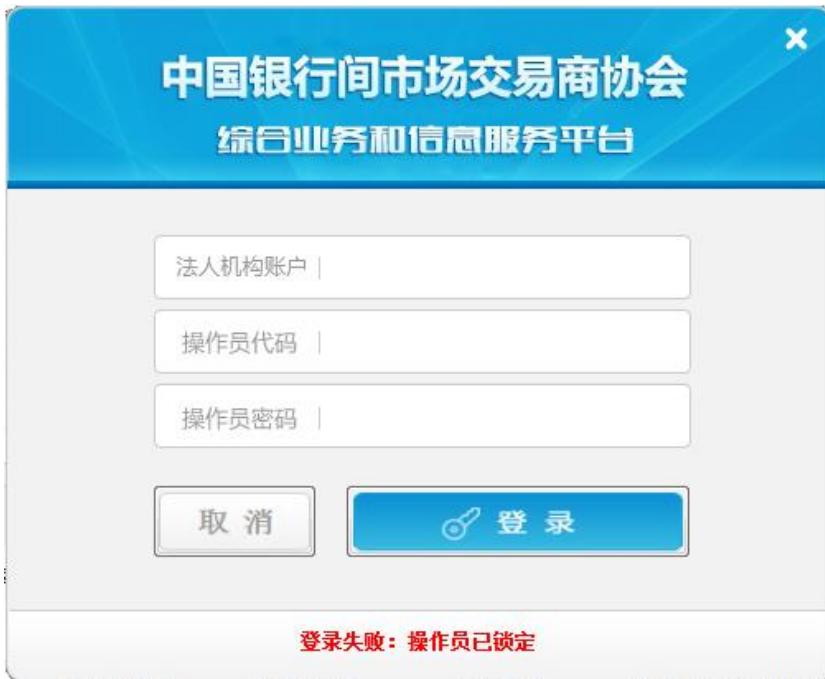 中国银行间市场交易商协会
综合业务和信息服务平台
法人机构账户
操作员代码
操作员密码
取 消
登 录
登录失败：操作员已锁定